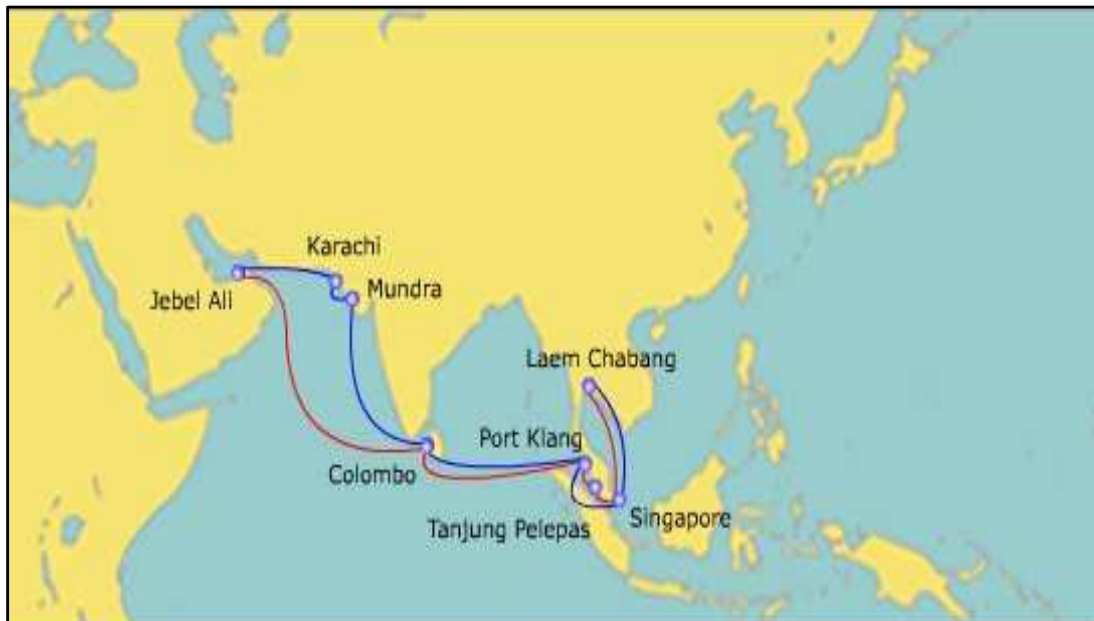 Karachi
Mundra
Jebel Ali
Laem Chabang
Port Klang
Colombo
Singapore
Tanjung Pelepas